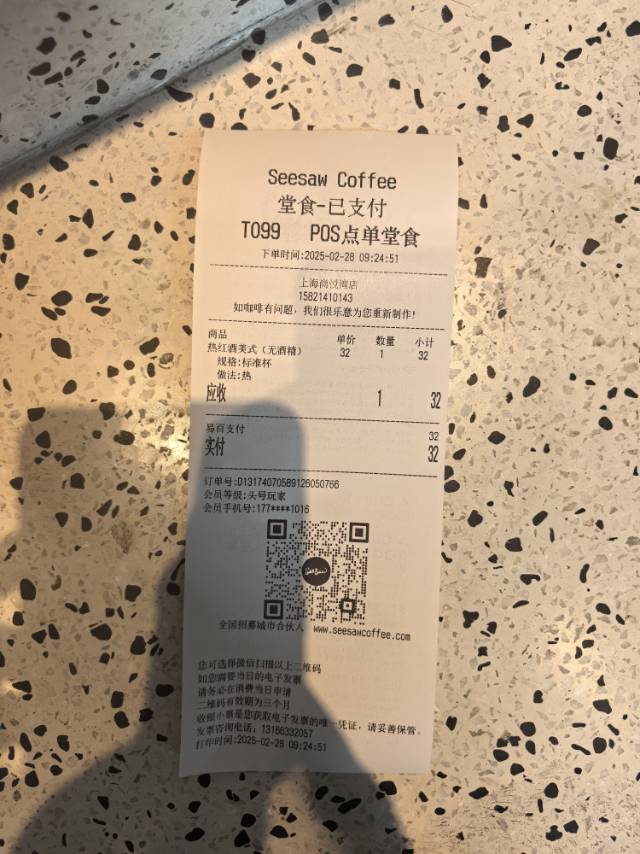 Seesaw Coffee
堂食-已支付
T099 POS点单堂食
下单时间:2025-02-28 09:24:51
上海尚悦湾店
15821410143
如咖啡有问题，我们很乐意为您重新制作!
商品 单价 数量 小计
热红酒美式（无酒精） 32 1 32
规格:标准杯
做法:热
应收 1 32
易百支付 32
实付 32
订单号:D13174070589126050766
会员等级:头号玩家
会员手机号:177****1016
全国招募城市合伙人 www.seesawcoffee.com
您可选择微信扫描以上二维码
如您需要当日的电子发票
请务必在消费当日申请
二维码有效期为三个月
收银小票是您获取电子发票的唯一凭证，请妥善保管。
发票咨询电话：13166332057
打印时间:2025-02-28 09:24:51